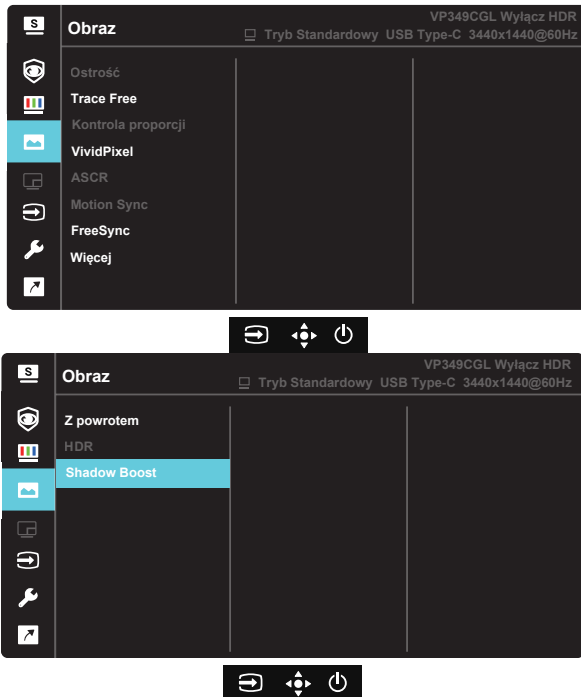 S
Obraz
VP349CGL Wyłącz HDR
Tryb Standardowy USB Type-C 3440x1440@60Hz
Ostrość
Trace Free
Kontrola proporcji
VividPixel
ASCR
Motion Sync
FreeSync
Więcej
S
Obraz
VP349CGL Wyłącz HDR
Tryb Standardowy USB Type-C 3440x1440@60Hz
Z powrotem
HDR
Shadow Boost